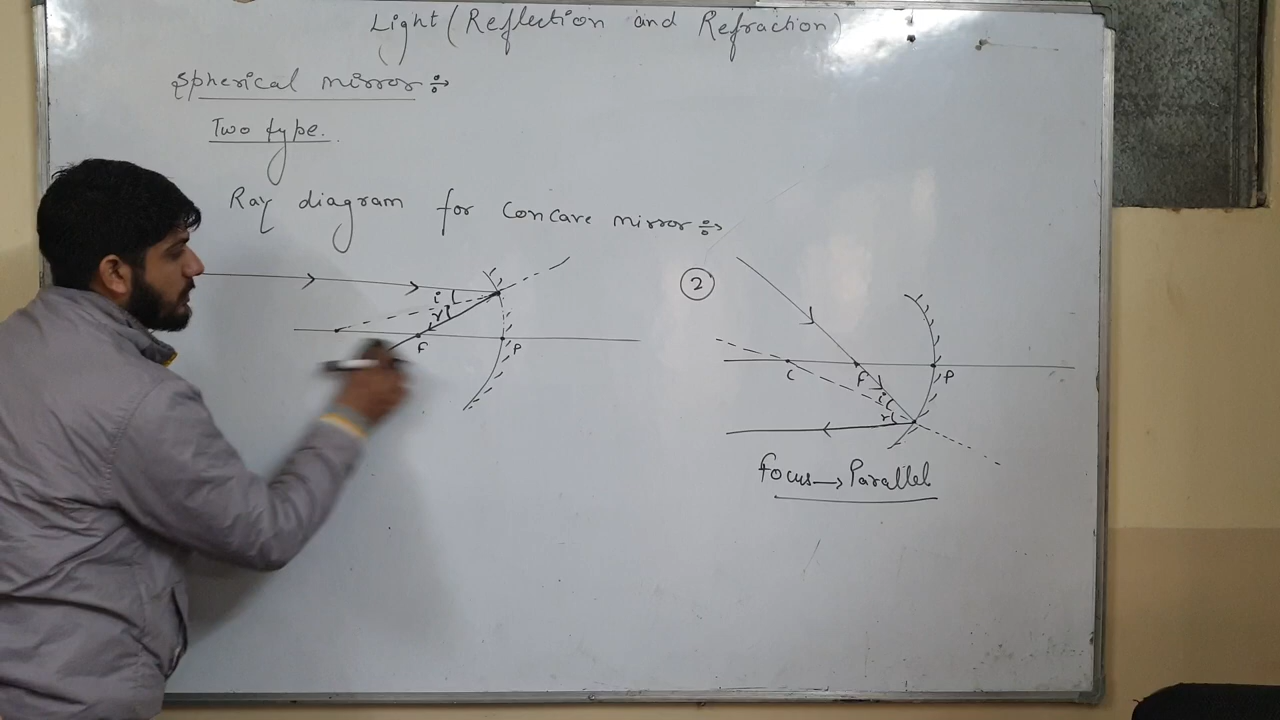 Light (Reflection and Refraction)
Spherical mirror÷→
Two type.
Ray diagram for Concave mirror÷→
i
r
F
P
2
C
F
P
i
r
Focus→Parallel